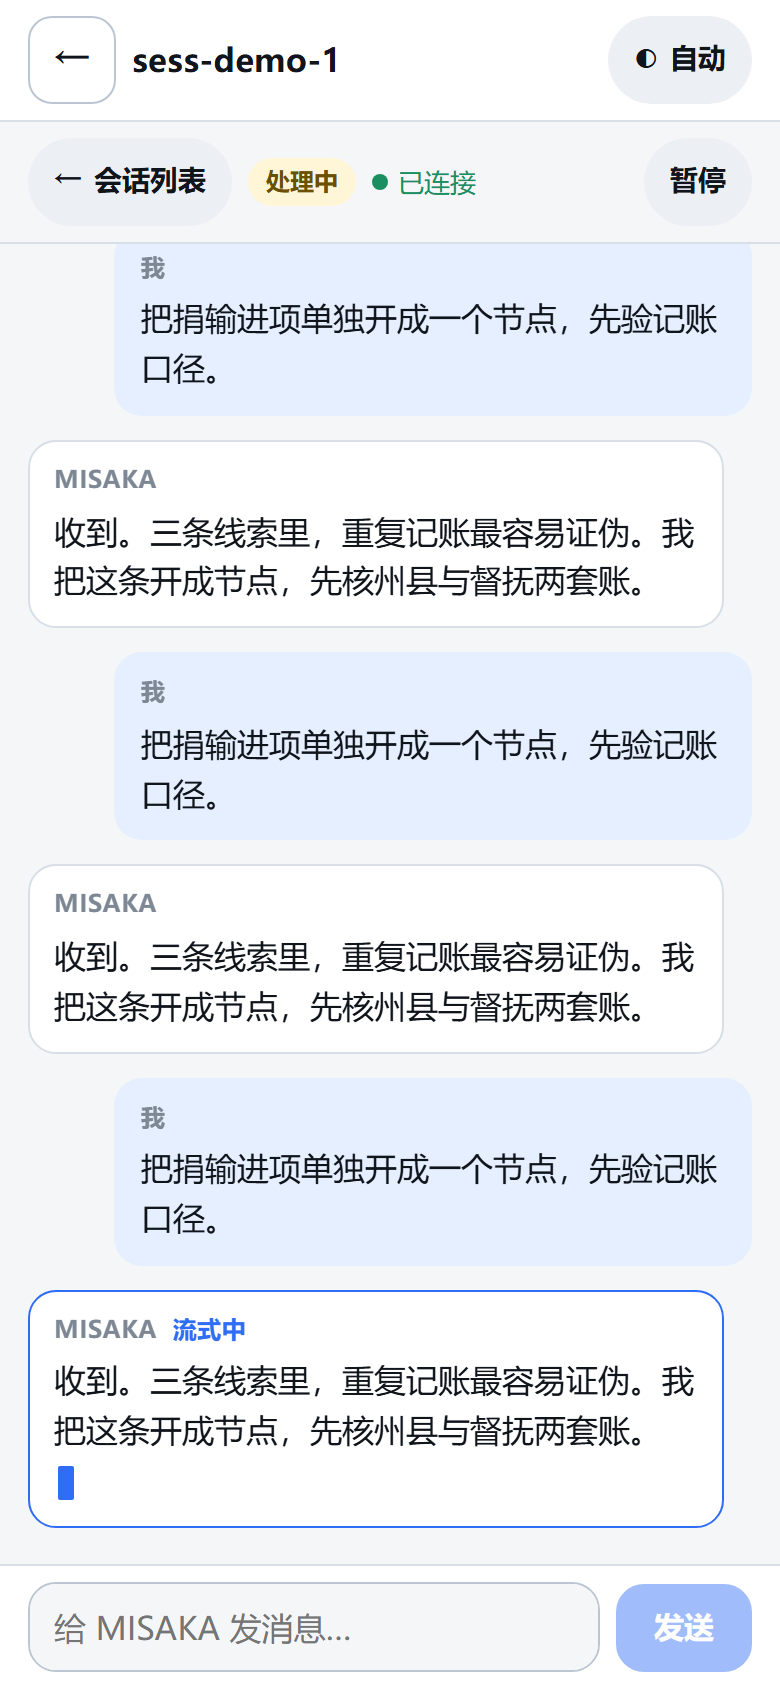 ← sess-demo-1 ◐ 自动
← 会话列表 处理中 ● 已连接 暂停
我
把捐输进项单独开成一个节点，先验记账
口径。
MISAKA
收到。三条线索里，重复记账最容易证伪。我
把这条开成节点，先核州县与督抚两套账。
我
把捐输进项单独开成一个节点，先验记账
口径。
MISAKA
收到。三条线索里，重复记账最容易证伪。我
把这条开成节点，先核州县与督抚两套账。
我
把捐输进项单独开成一个节点，先验记账
口径。
MISAKA 流式中
收到。三条线索里，重复记账最容易证伪。我
把这条开成节点，先核州县与督抚两套账。
给 MISAKA 发消息… 发送